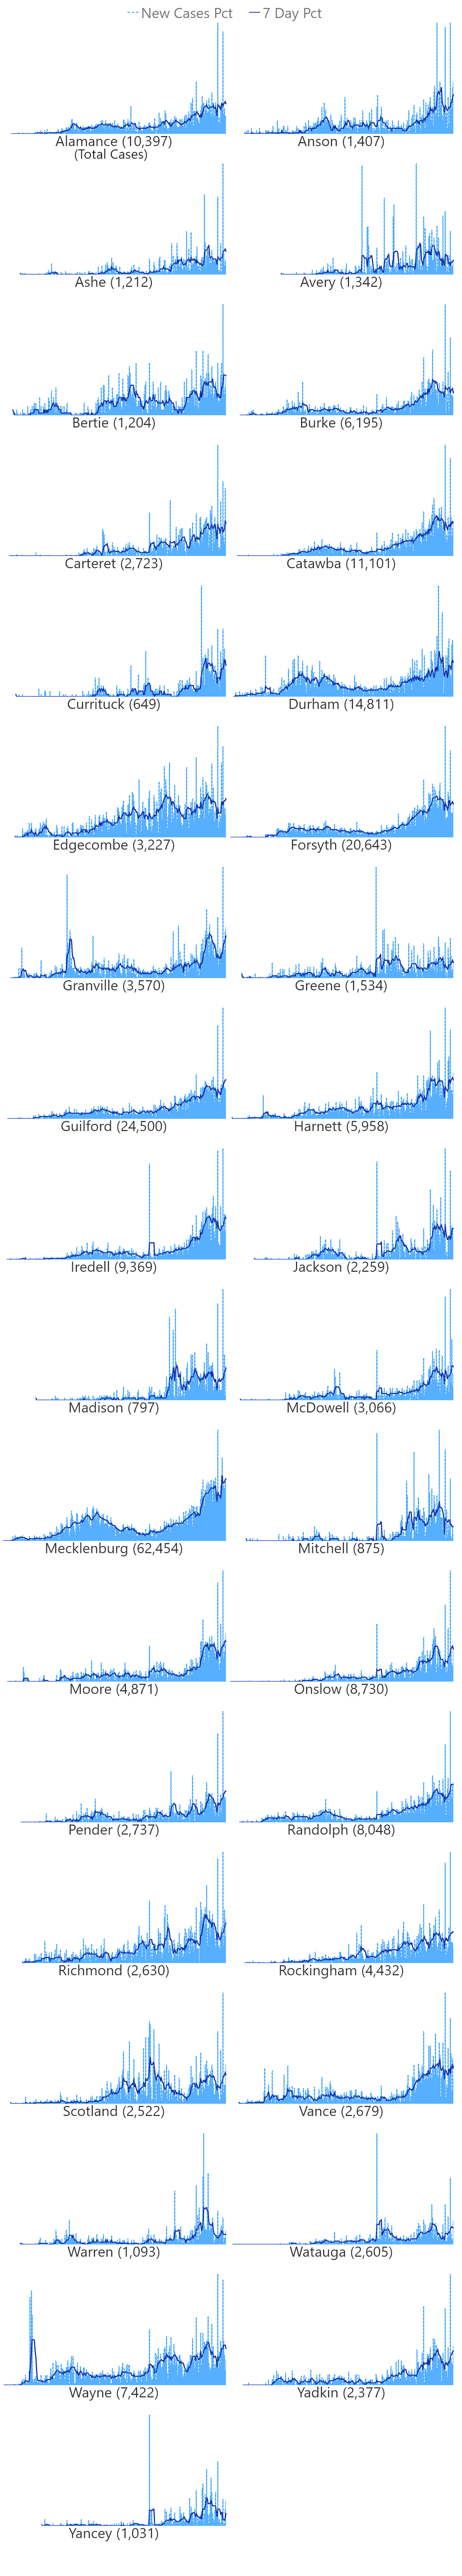 New Cases Pct 7 Day Pct
Alamance (10,397) Anson (1,407)
(Total Cases)
Ashe (1,212) Avery (1,342)
Bertie (1,204) Burke (6,195)
Carteret (2,723) Catawba (11,101)
Currituck (649) Durham (14,811)
Edgecombe (3,227) Forsyth (20,643)
Granville (3,570) Greene (1,534)
Guilford (24,500) Harnett (5,958)
Iredell (9,369) Jackson (2,259)
Madison (797) McDowell (3,066)
Mecklenburg (62,454) Mitchell (875)
Moore (4,871) Onslow (8,730)
Pender (2,737) Randolph (8,048)
Richmond (2,630) Rockingham (4,432)
Scotland (2,522) Vance (2,679)
Warren (1,093) Watauga (2,605)
Wayne (7,422) Yadkin (2,377)
Yancey (1,031)